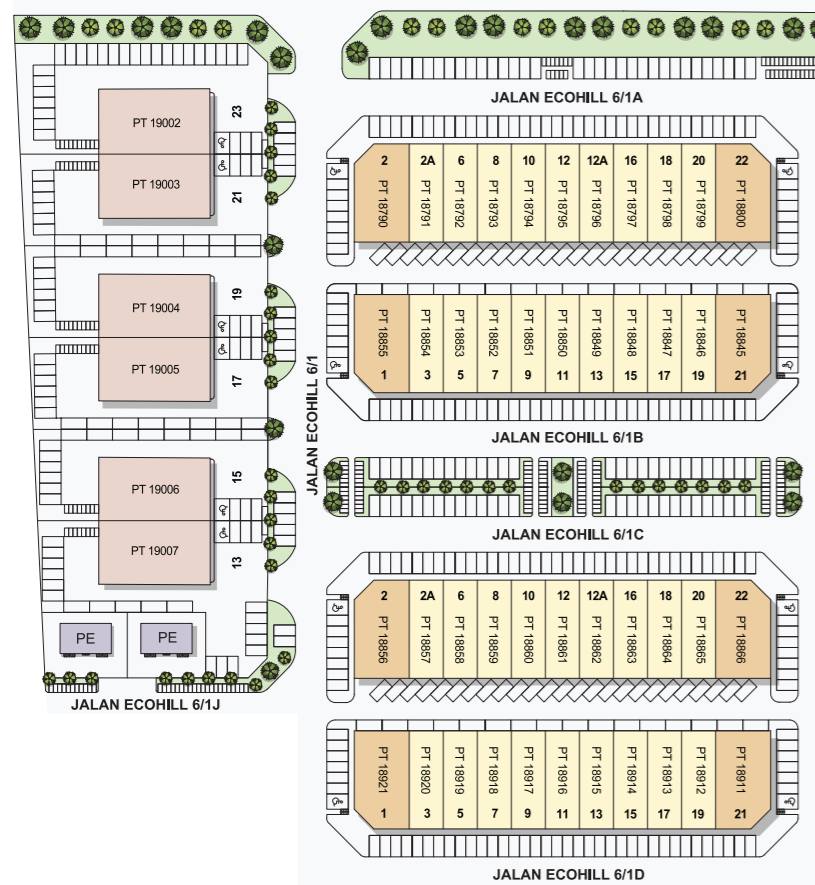 JALAN ECOHILL 6/1A
PT 19002
23
PT 19003
21
PT 19004
19
PT 19005
17
PT 19006
15
PT 19007
13
PE
PE
JALAN ECOHILL 6/1J
JALAN ECOHILL 6/1
2 2A 6 8 10 12 12A 16 18 20 22
PT 18790
PT 18791
PT 18792
PT 18793
PT 18794
PT 18795
PT 18796
PT 18797
PT 18798
PT 18799
PT 18800
PT 18855
PT 18854
PT 18853
PT 18852
PT 18851
PT 18850
PT 18849
PT 18848
PT 18847
PT 18846
PT 18845
1 3 5 7 9 11 13 15 17 19 21
JALAN ECOHILL 6/1B
JALAN ECOHILL 6/1C
2 2A 6 8 10 12 12A 16 18 20 22
PT 18856
PT 18857
PT 18858
PT 18859
PT 18860
PT 18861
PT 18862
PT 18863
PT 18864
PT 18865
PT 18866
PT 18921
PT 18920
PT 18919
PT 18918
PT 18917
PT 18916
PT 18915
PT 18914
PT 18913
PT 18912
PT 18911
1 3 5 7 9 11 13 15 17 19 21
JALAN ECOHILL 6/1D